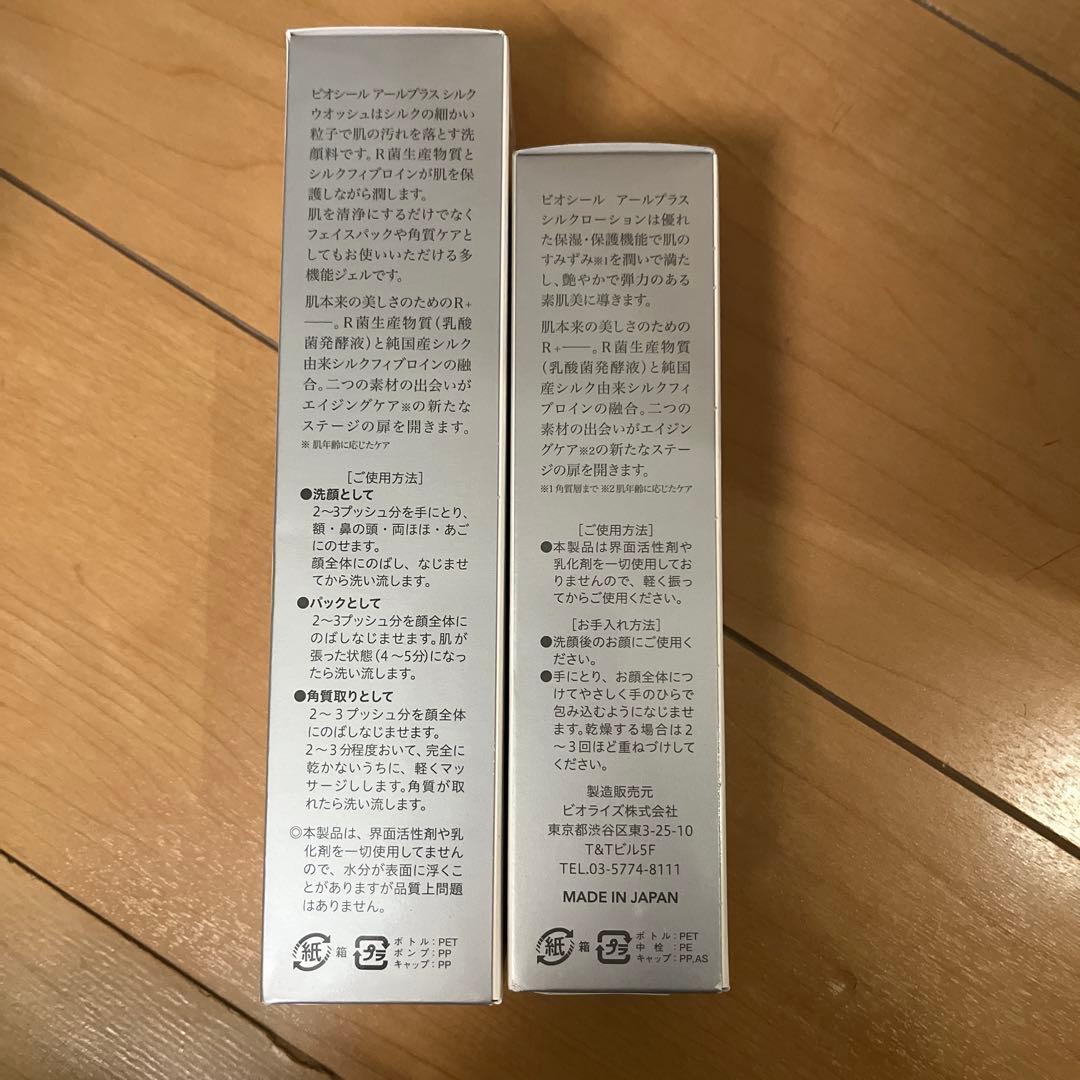 ビオシール アールプラス シルク
ウオッシュはシルクの細かい
粒子で肌の汚れを落とす洗
顔料です。R菌生産物質と
シルクフィブロインが肌を保
護しながら潤します。
肌を清浄にするだけでなく
フェイスパックや角質ケアと
してもお使いいただける多
機能ジェルです。
肌本来の美しさのためのR+
――。R菌生産物質(乳酸
菌発酵液)と純国産シルク
由来シルクフィブロインの融
合。二つの素材の出会いが
エイジングケア※の新たな
ステージの扉を開きます。
※ 肌年齢に応じたケア
[ご使用方法]
●洗顔として
2〜3プッシュ分を手にとり、
額・鼻の頭・両ほほ・あご
にのせます。
顔全体にのばし、なじませ
てから洗い流します。
●パックとして
2〜3プッシュ分を顔全体に
のばしなじませます。肌が
張った状態(4〜5分)になっ
たら洗い流します。
●角質取りとして
2〜3プッシュ分を顔全体
にのばしなじませます。
2〜3分程度おいて、完全に
乾かないうちに、軽くマッ
サージしします。角質が取
れたら洗い流します。
◎本製品は、界面活性剤や乳
化剤を一切使用してません
ので、水分が表面に浮くこ
とがありますが品質上問題
はありません。
紙 箱 プラ ボトル:PET
ポンプ:PP
キャップ:PP
ビオシール アールプラス
シルクローションは優れ
た保湿・保護機能で肌の
すみずみ※1を潤いで満た
し、艶やかで弾力のある
素肌美に導きます。
肌本来の美しさのための
R+――。R菌生産物質
(乳酸菌発酵液)と純国
産シルク由来シルクフィ
ブロインの融合。二つの
素材の出会いがエイジン
グケア※2の新たなステー
ジの扉を開きます。
※1 角質層まで ※2 肌年齢に応じたケア
[ご使用方法]
●本製品は界面活性剤や
乳化剤を一切使用してお
りませんので、軽く振っ
てからご使用ください。
[お手入れ方法]
●洗顔後のお顔にご使用く
ださい。
●手にとり、お顔全体につ
けてやさしく手のひらで
包み込むようになじませ
ます。乾燥する場合は2
〜3回ほど重ねづけして
ください。
製造販売元
ビオライズ株式会社
東京都渋谷区東3-25-10
T&Tビル5F
TEL.03-5774-8111
MADE IN JAPAN
紙 箱 プラ ボトル:PET
中 栓:PE
キャップ:PP,AS